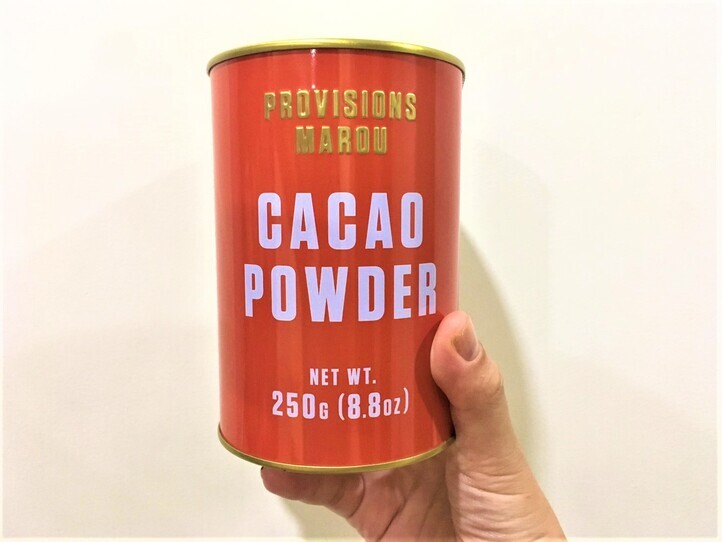 PROVISIONS
MAROU
CACAO
POWDER
NET WT.
250G (8.8OZ)